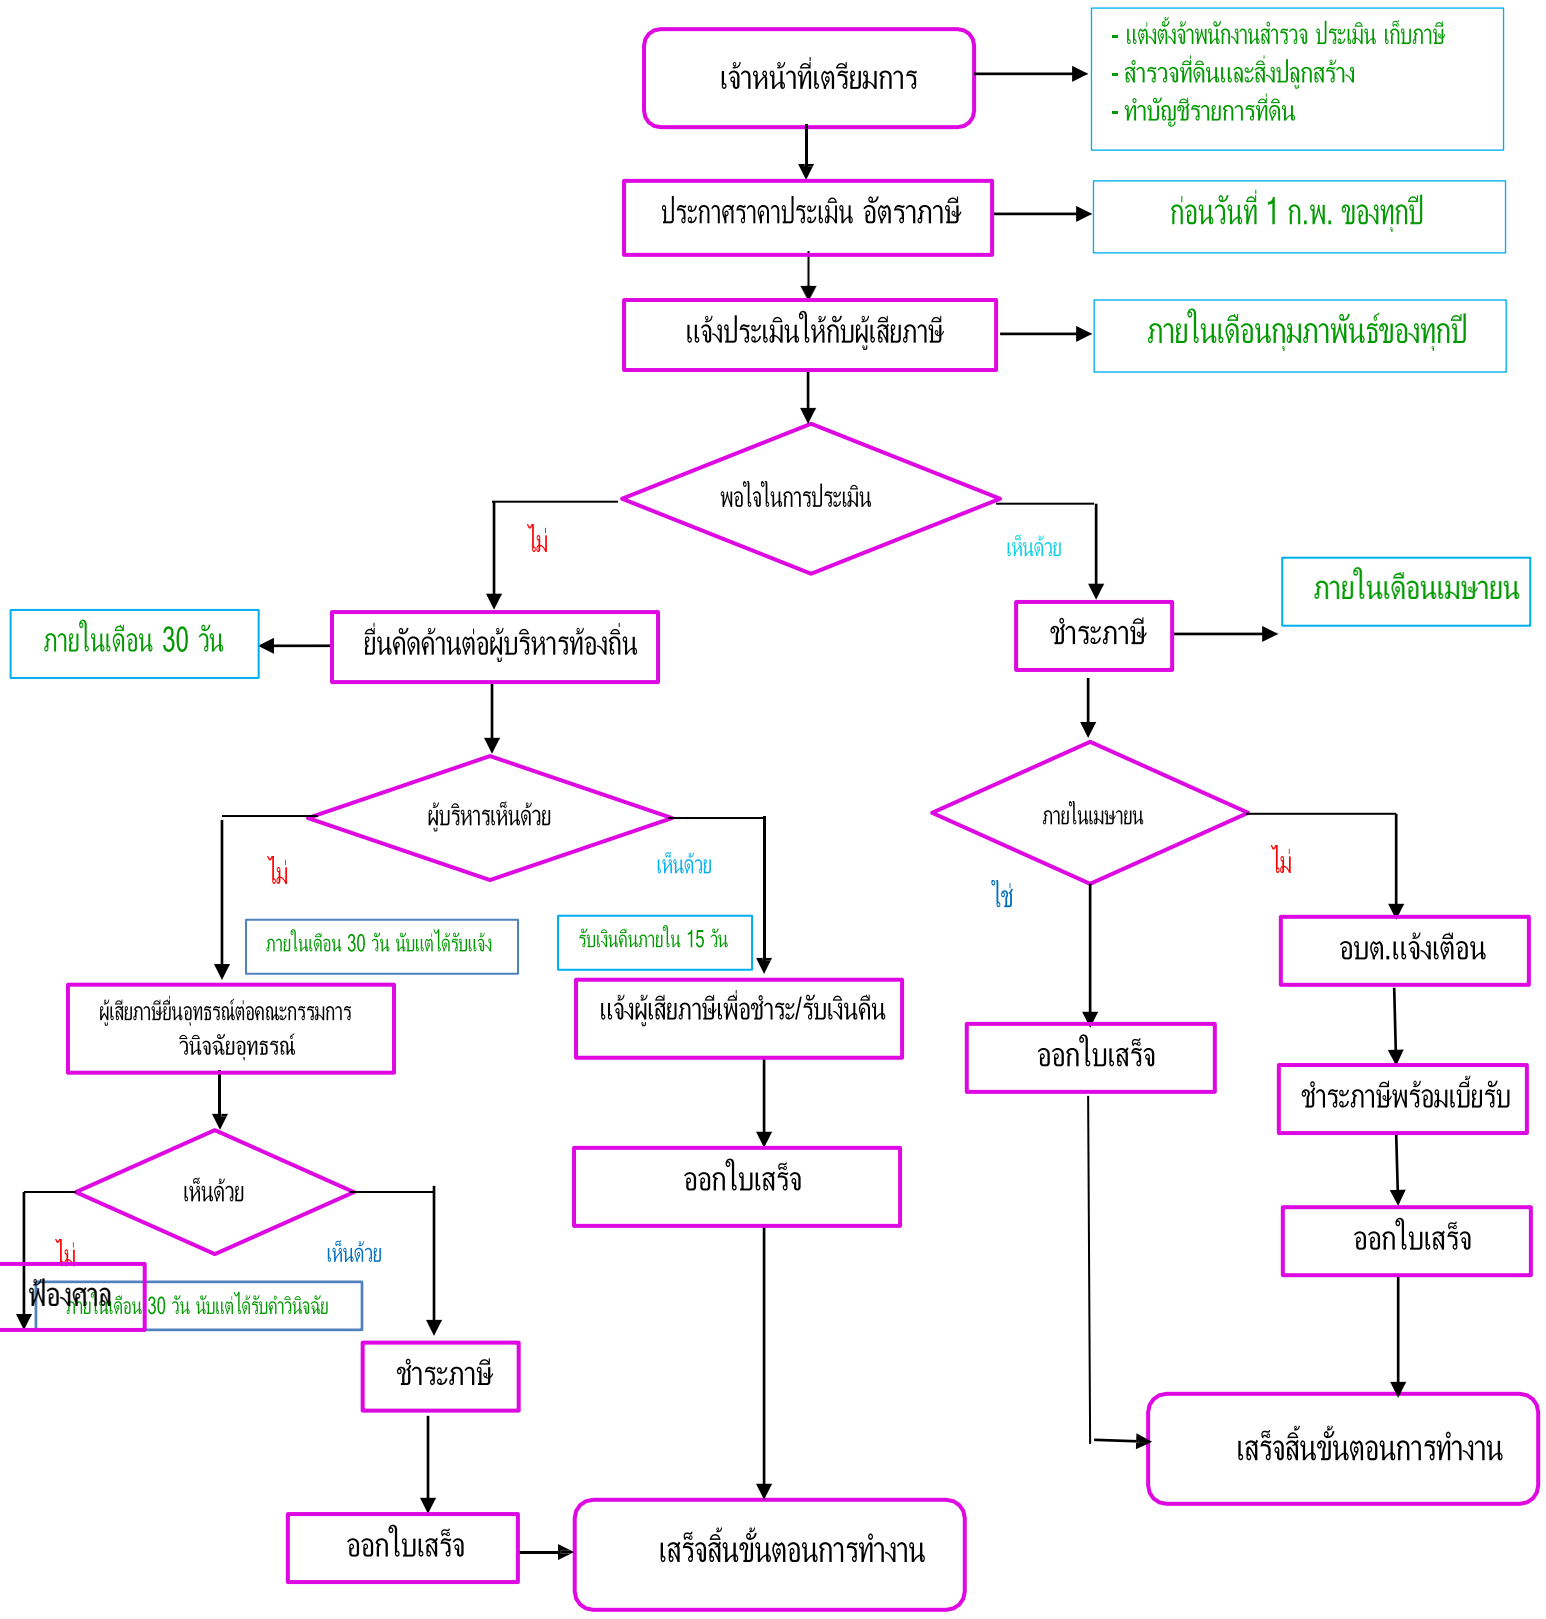 เจ้าหน้าที่เตรียมการ
- แต่งตั้งจ้าพนักงานสำรวจ ประเมิน เก็บภาษี
- สำรวจที่ดินและสิ่งปลูกสร้าง
- ทำบัญชีรายการที่ดิน
ประกาศราคาประเมิน อัตราภาษี
ก่อนวันที่ 1 ก.พ. ของทุกปี
แจ้งประเมินให้กับผู้เสียภาษี
ภายในเดือนกุมภาพันธ์ของทุกปี
พอใจในการประเมิน
ไม่
เห็นด้วย
ภายในเดือนเมษายน
ภายในเดือน 30 วัน
ยื่นคัดค้านต่อผู้บริหารท้องถิ่น
ชำระภาษี
ผู้บริหารเห็นด้วย
ภายในเมษายน
ไม่
เห็นด้วย
ไม่
ใช่
ภายในเดือน 30 วัน นับแต่ได้รับแจ้ง
รับเงินคืนภายใน 15 วัน
อบต.แจ้งเตือน
ผู้เสียภาษียื่นอุทธรณ์ต่อคณะกรรมการ
วินิจฉัยอุทธรณ์
แจ้งผู้เสียภาษีเพื่อชำระ/รับเงินคืน
ออกใบเสร็จ
ชำระภาษีพร้อมเบี้ยรับ
เห็นด้วย
ออกใบเสร็จ
ออกใบเสร็จ
ไม่
เห็นด้วย
ฟ้องศาล
ภายในเดือน 30 วัน นับแต่ได้รับคำวินิจฉัย
ชำระภาษี
เสร็จสิ้นขั้นตอนการทำงาน
ออกใบเสร็จ
เสร็จสิ้นขั้นตอนการทำงาน